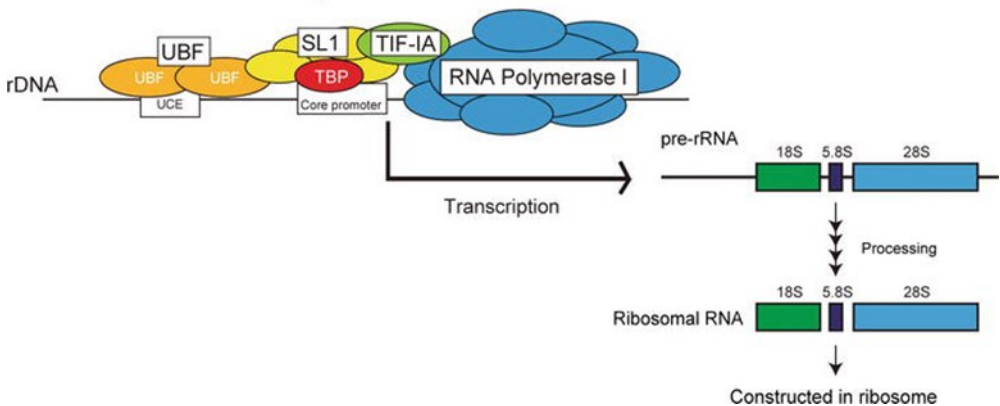 UBF
SL1
TIF-IA
UBF
UBF
TBP
RNA Polymerase I
rDNA
UCE
Core promoter
Transcription
pre-rRNA
18S
5.8S
28S
Processing
18S
5.8S
28S
Ribosomal RNA
Constructed in ribosome